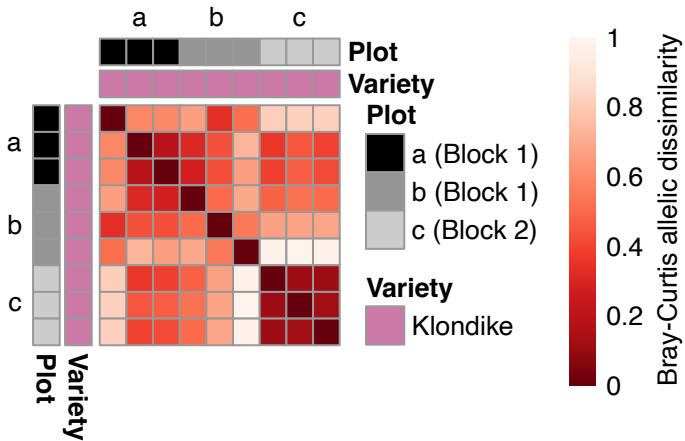 a b c
Plot
Variety
a
b
c
Plot
Variety
Plot
a (Block 1)
b (Block 1)
c (Block 2)
Variety
Klondike
1
0.8
0.6
0.4
0.2
0
Bray-Curtis allelic dissimilarity